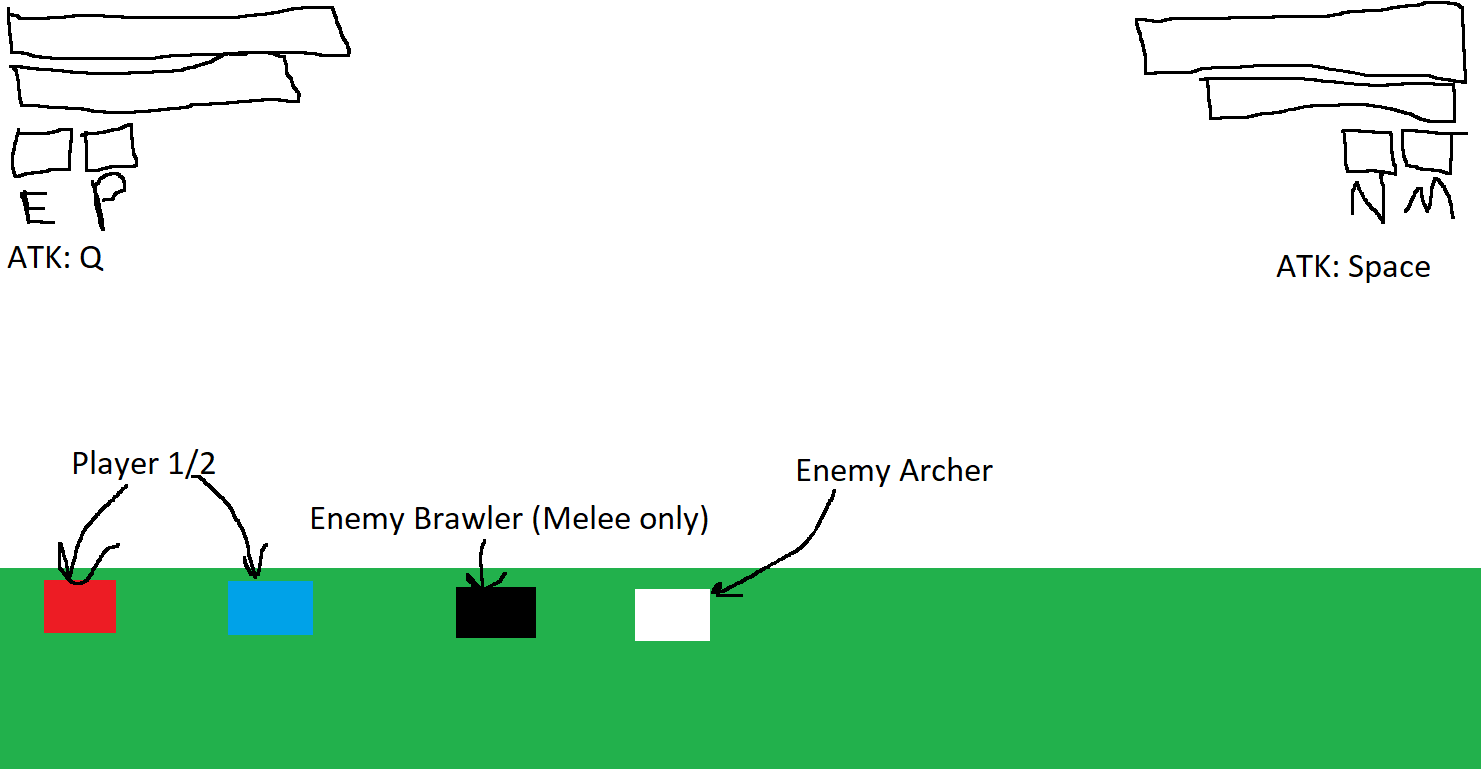 E P
N M
ATK: Q
ATK: Space
Player 1/2
Enemy Archer
Enemy Brawler (Melee only)